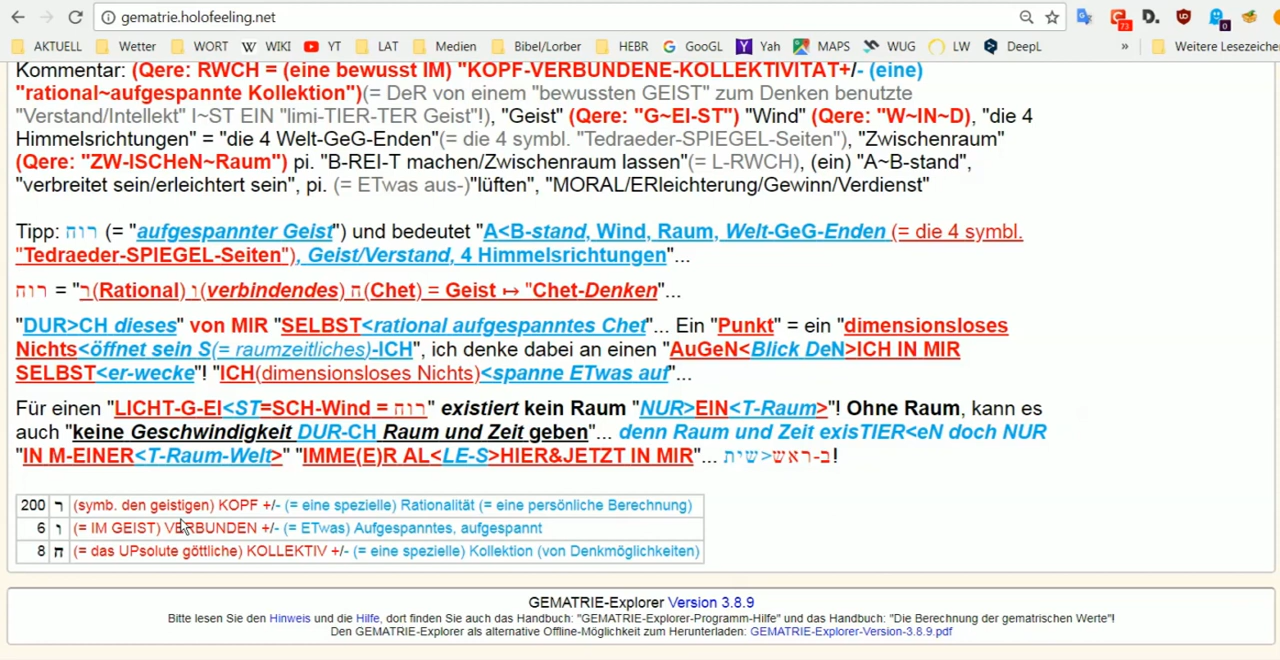 gematrie.holofeeling.net
AKTUELL Wetter WORT WIKI YT LAT Medien Bibel/Lorber HEBR GooGL Yah MAPS WUG LW DeepL » Weitere Lesezeichen
Kommentar: (Qere: RWCH = (eine bewusst IM) "KOPF-VERBUNDENE-KOLLEKTIVITAT+/- (eine)
"rational~aufgespannte Kollektion")(= DeR von einem "bewussten GEIST" zum Denken benutzte
"Verstand/Intellekt" I~ST EIN "limi-TIER-TER Geist"!), "Geist" (Qere: "G~EI-ST") "Wind" (Qere: "W~IN~D), "die 4
Himmelsrichtungen" = "die 4 Welt-GeG-Enden"(= die 4 symbl. "Tedraeder-SPIEGEL-Seiten"), "Zwischenraum"
(Qere: "ZW-ISCHeN~Raum") pi. "B-REI-T machen/Zwischenraum lassen"(= L-RWCH), (ein) "A~B-stand",
"verbreitet sein/erleichtert sein", pi. (= ETwas aus-)"lüften", "MORAL/ERleichterung/Gewinn/Verdienst"
Tipp: רוח (= "aufgespannter Geist") und bedeutet "A<B-stand, Wind, Raum, Welt-GeG-Enden (= die 4 symbl.
"Tedraeder-SPIEGEL-Seiten"), Geist/Verstand, 4 Himmelsrichtungen"...
רוח = "ר(Rational) ו(verbindendes) ח(Chet) = Geist ↦ "Chet-Denken"...
"DUR>CH dieses" von MIR "SELBST<rational aufgespanntes Chet"... Ein "Punkt" = ein "dimensionsloses
Nichts<öffnet sein S(= raumzeitliches)-ICH", ich denke dabei an einen "AuGeN<Blick DeN>ICH IN MIR
SELBST<er-wecke"! "ICH(dimensionsloses Nichts)<spanne ETwas auf"...
Für einen "LICHT-G-EI<ST=SCH-Wind = רוח" existiert kein Raum "NUR>EIN<T-Raum>"! Ohne Raum, kann es
auch "keine Geschwindigkeit DUR-CH Raum und Zeit geben"... denn Raum und Zeit exisTIER<eN doch NUR
"IN M-EINER<T-Raum-Welt>" "IMME(E)R AL<LE-S>HIER&JETZT IN MIR"... ב-ראש>שית!
200 ר (symb. den geistigen) KOPF +/- (= eine spezielle) Rationalität (= eine persönliche Berechnung)
6 ו (= IM GEIST) VERBUNDEN +/- (= ETwas) Aufgespanntes, aufgespannt
8 ח (= das UPsolute göttliche) KOLLEKTIV +/- (= eine spezielle) Kollektion (von Denkmöglichkeiten)
GEMATRIE-Explorer Version 3.8.9
Bitte lesen Sie den Hinweis und die Hilfe, dort finden Sie auch das Handbuch: "GEMATRIE-Explorer-Programm-Hilfe" und das Handbuch: "Die Berechnung der gematrischen Werte"!
Den GEMATRIE-Explorer als alternative Offline-Möglichkeit zum Herunterladen: GEMATRIE-Explorer-Version-3.8.9.pdf